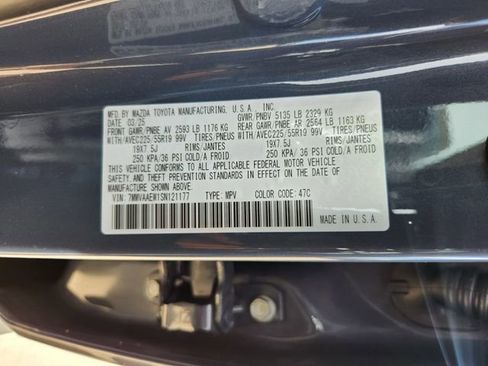 MFD. BY MAZDA TOYOTA MANUFACTURING, U.S.A., INC.
DATE: 03/25 GVWR/PNBV 5135 LB 2329 KG
FRONT GAWR/PNBE AV 2593 LB 1176 KG REAR GAWR/PNBE AR 2564 LB 1163 KG
WITH/AVEC225/55R19 99V TIRES/PNEUS WITH/AVEC225/55R19 99V TIRES/PNEUS
19X7.5J RIMS/JANTES 19X7.5J RIMS/JANTES
250 KPA/36 PSI COLD/A FROID 250 KPA/36 PSI COLD/A FROID
THIS VEHICLE CONFORMS TO ALL APPLICABLE FEDERAL MOTOR VEHICLE
SAFETY AND THEFT PREVENTION STANDARDS IN EFFECT ON THE DATE OF
MANUFACTURE SHOWN ABOVE.
VIN: 7MMVAAEW1SN121177 TYPE: MPV COLOR CODE: 47C
MADE IN U.S.A.